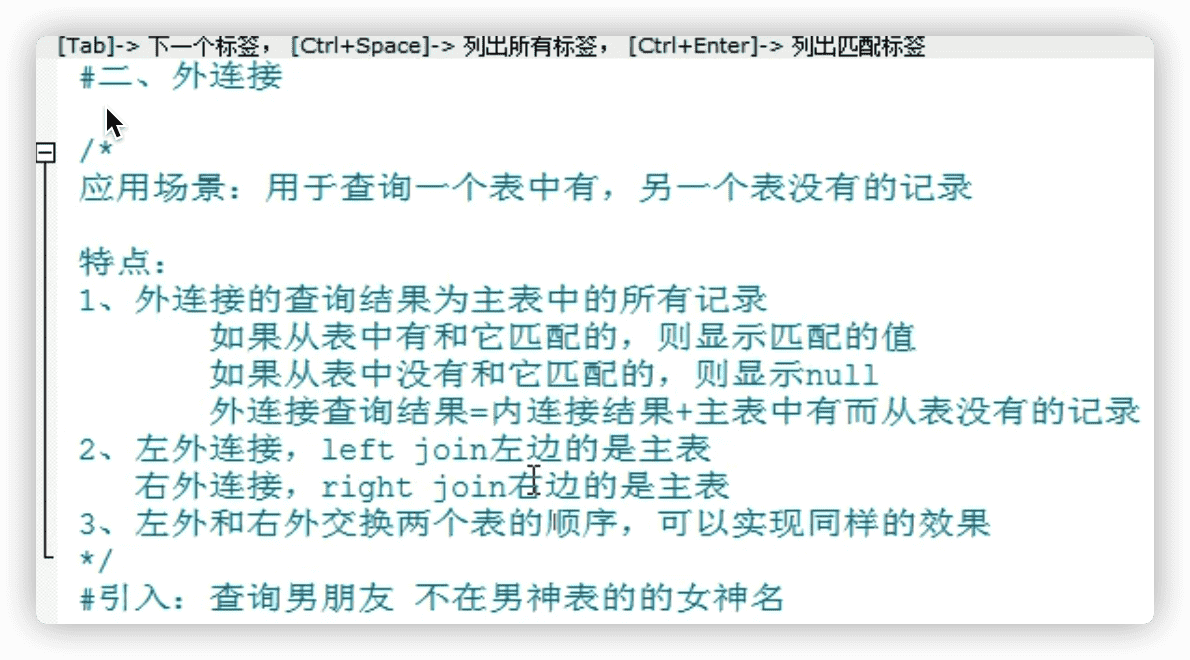 [Tab]-> 下一个标签， [Ctrl+Space]-> 列出所有标签， [Ctrl+Enter]-> 列出匹配标签
#二、外连接
/*
应用场景：用于查询一个表中有，另一个表没有的记录
特点：
1、外连接的查询结果为主表中的所有记录
如果从表中有和它匹配的，则显示匹配的值
如果从表中没有和它匹配的，则显示null
外连接查询结果=内连接结果+主表中有而从表没有的记录
2、左外连接，left join左边的是主表
右外连接，right join右边的是主表
3、左外和右外交换两个表的顺序，可以实现同样的效果
*/
#引入：查询男朋友 不在男神表的的女神名